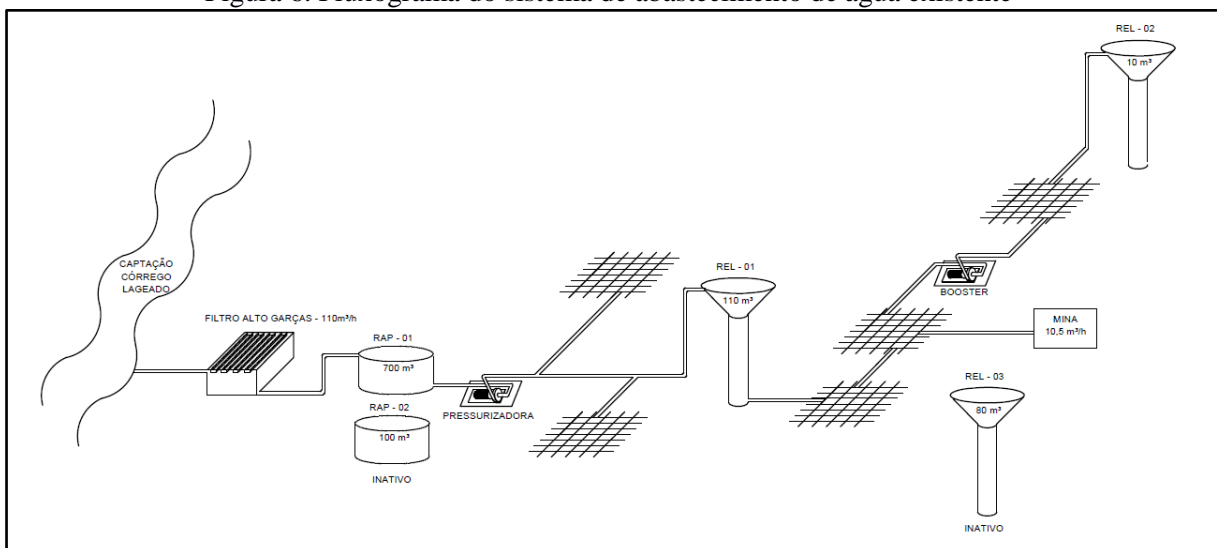 Figura 6. Fluxograma do sistema de abastecimento de água existente
REL - 02
10 m³
CAPTAÇÃO
CÓRREGO
LAGEADO
FILTRO ALTO GARÇAS - 110m³/h
RAP - 01
700 m³
RAP - 02
100 m³
INATIVO
PRESSURIZADORA
REL - 01
110 m³
BOOSTER
MINA
10,5 m³/h
REL - 03
80 m³
INATIVO